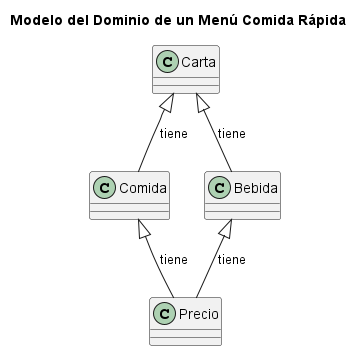 Modelo del Dominio de un Menú Comida Rápida
C Carta
tiene
tiene
C Comida
C Bebida
tiene
tiene
C Precio